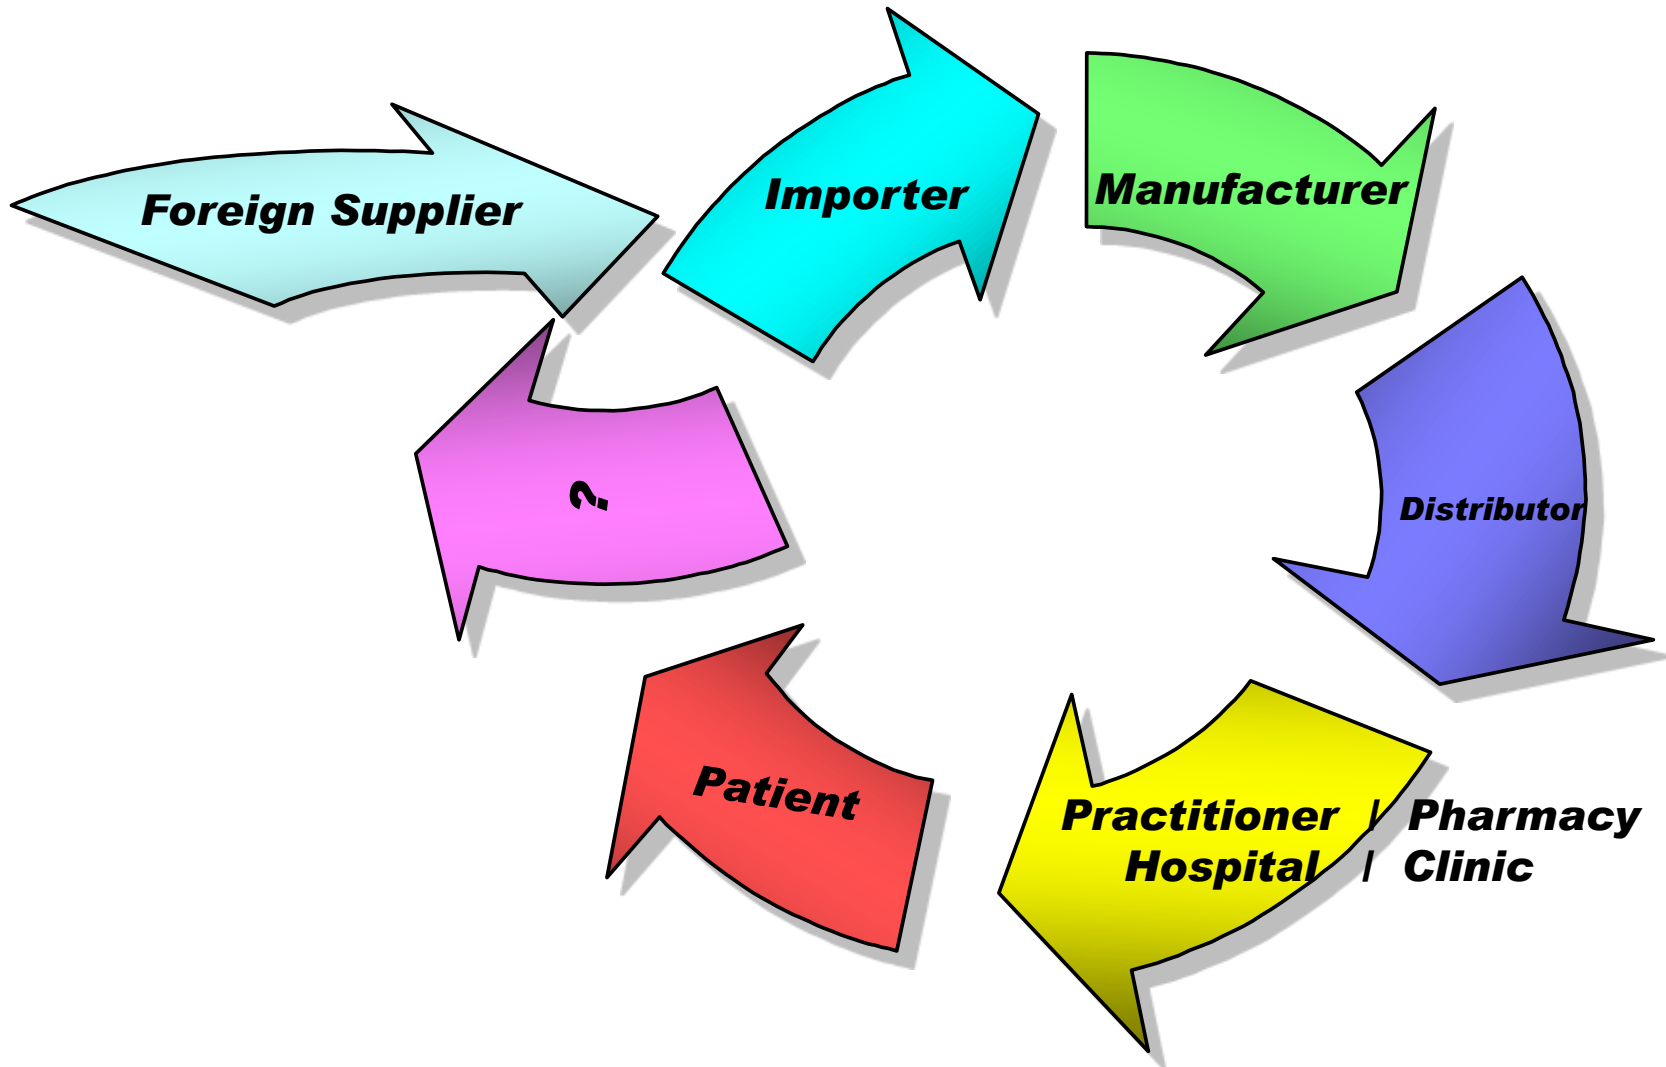 Foreign Supplier
Importer
Manufacturer
Distributor
Practitioner / Pharmacy
Hospital / Clinic
Patient
?